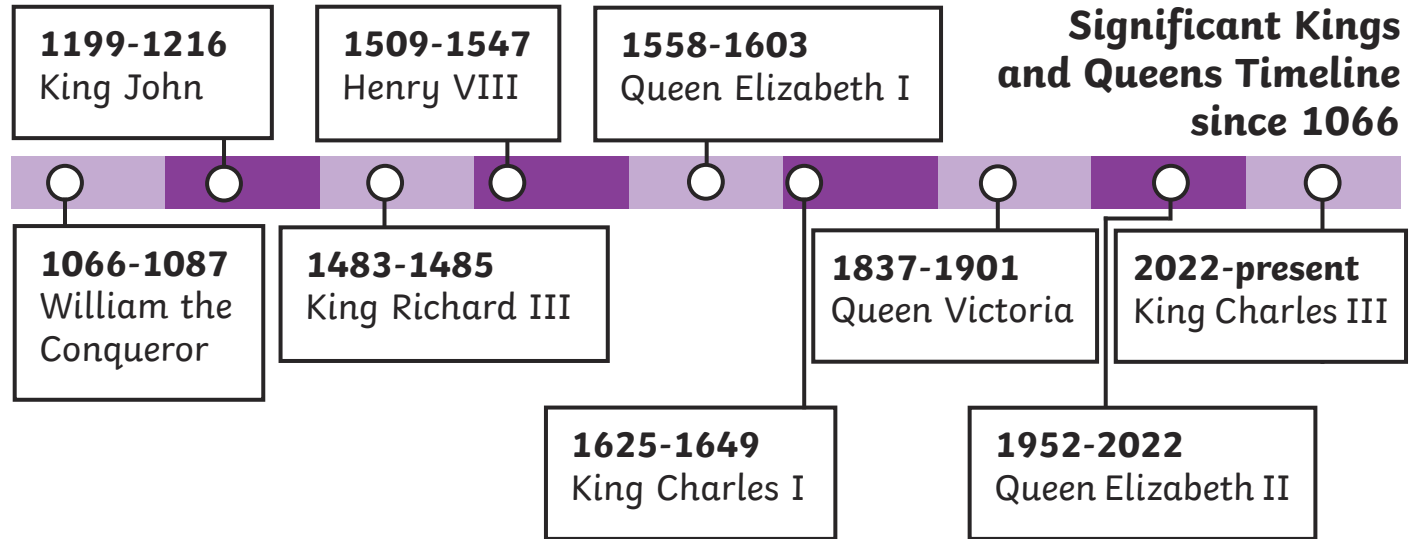 Significant Kings
and Queens Timeline
since 1066
1199-1216
King John
1509-1547
Henry VIII
1558-1603
Queen Elizabeth I
1066-1087
William the
Conqueror
1483-1485
King Richard III
1837-1901
Queen Victoria
2022-present
King Charles III
1625-1649
King Charles I
1952-2022
Queen Elizabeth II